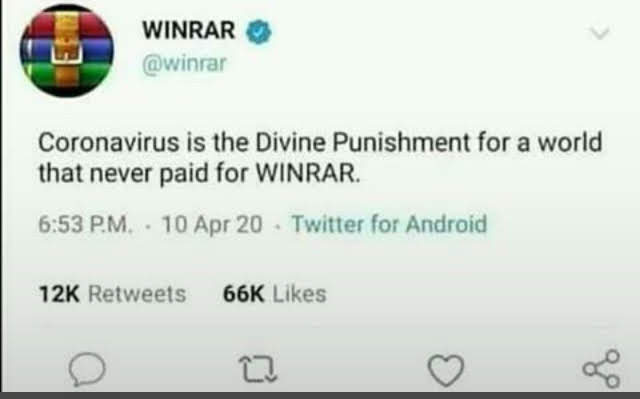 WINRAR
@winrar
Coronavirus is the Divine Punishment for a world
that never paid for WINRAR.
6:53 P.M. · 10 Apr 20 · Twitter for Android
12K Retweets 66K Likes